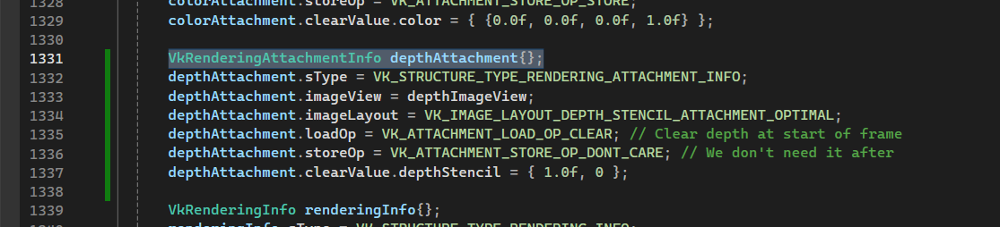 1328 colorAttachment.storeOp = VK_ATTACHMENT_STORE_OP_STORE;
1329 colorAttachment.clearValue.color = { {0.0f, 0.0f, 0.0f, 1.0f} };
1330
1331 VkRenderingAttachmentInfo depthAttachment{};
1332 depthAttachment.sType = VK_STRUCTURE_TYPE_RENDERING_ATTACHMENT_INFO;
1333 depthAttachment.imageView = depthImageView;
1334 depthAttachment.imageLayout = VK_IMAGE_LAYOUT_DEPTH_STENCIL_ATTACHMENT_OPTIMAL;
1335 depthAttachment.loadOp = VK_ATTACHMENT_LOAD_OP_CLEAR; // Clear depth at start of frame
1336 depthAttachment.storeOp = VK_ATTACHMENT_STORE_OP_DONT_CARE; // We don't need it after
1337 depthAttachment.clearValue.depthStencil = { 1.0f, 0 };
1338
1339 VkRenderingInfo renderingInfo{};
1340 renderingInfo.sType = VK_STRUCTURE_TYPE_RENDERING_INFO;